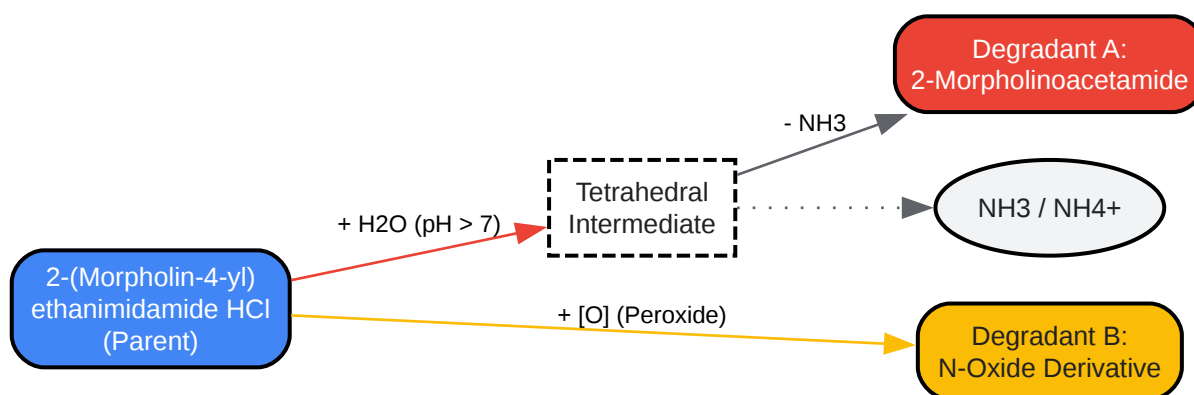 Degradant A:
2-Morpholinoacetamide
- NH3
Tetrahedral
Intermediate
NH3 / NH4+
+ H2O (pH > 7)
2-(Morpholin-4-yl)
ethanimidamide HCl
(Parent)
+ [O] (Peroxide)
Degradant B:
N-Oxide Derivative